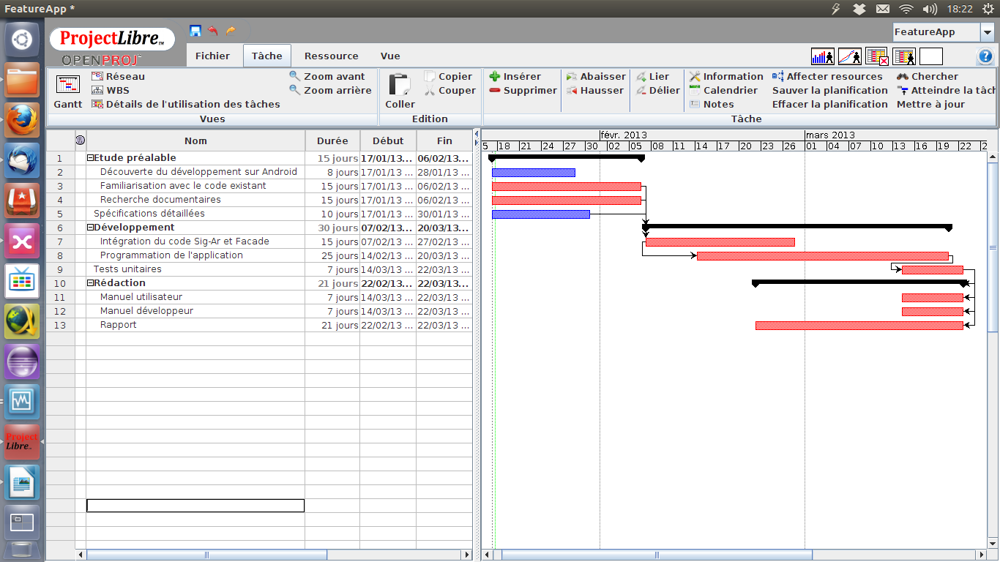 FeatureApp *
18:22
ProjectLibre™
OPENPROJ
FeatureApp
Fichier Tâche Ressource Vue
Réseau Zoom avant Copier Insérer Abaisser Lier Information Affecter resources Chercher
WBS Zoom arrière Couper Supprimer Hausser Délier Calendrier Sauver la planification Atteindre la tâch
Gantt Détails de l'utilisation des tâches Coller Notes Effacer la planification Mettre à jour
Vues Edition Tâche
Nom Durée Début Fin
févr. 2013 mars 2013
5 18 21 24 27 30 02 05 08 11 14 17 20 23 26 01 04 07 10 13 16 19 22 2
1 Etude préalable 15 jours 17/01/13... 06/02/13...
2 Découverte du développement sur Android 8 jours 17/01/13 ... 28/01/13 ...
3 Familiarisation avec le code existant 15 jours 17/01/13 ... 06/02/13 ...
4 Recherche documentaires 15 jours 17/01/13 ... 06/02/13 ...
5 Spécifications détaillées 10 jours 17/01/13 ... 30/01/13 ...
6 Développement 30 jours 07/02/13... 20/03/13...
7 Intégration du code Sig-Ar et Facade 15 jours 07/02/13 ... 27/02/13 ...
8 Programmation de l'application 25 jours 14/02/13 ... 20/03/13 ...
9 Tests unitaires 7 jours 14/03/13 ... 22/03/13 ...
10 Rédaction 21 jours 22/02/13... 22/03/13...
11 Manuel utilisateur 7 jours 14/03/13 ... 22/03/13 ...
12 Manuel développeur 7 jours 14/03/13 ... 22/03/13 ...
13 Rapport 21 jours 22/02/13 ... 22/03/13 ...
Project
Libre..